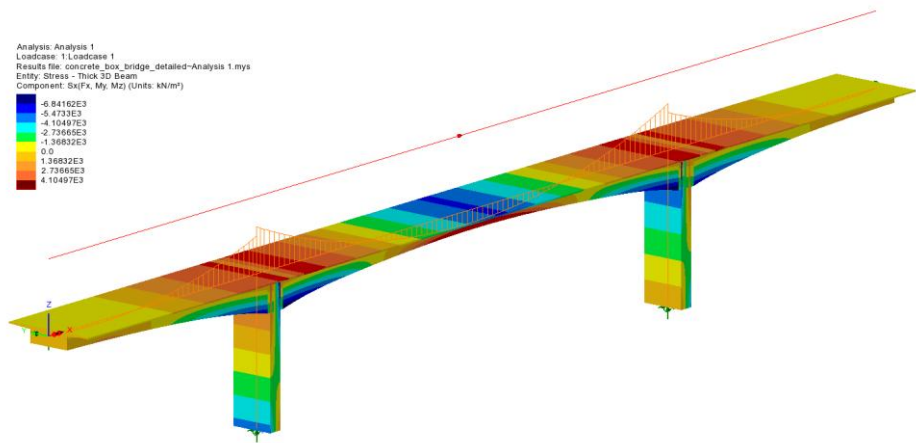 Analysis: Analysis 1
Loadcase: 1:Loadcase 1
Results file: concrete_box_bridge_detailed~Analysis 1.mys
Entity: Stress - Thick 3D Beam
Component: Sx(Fx, My, Mz) (Units: kN/m²)
-6.84162E3
-5.4733E3
-4.10497E3
-2.73665E3
-1.36832E3
0.0
1.36832E3
2.73665E3
4.10497E3
Z
Y
X